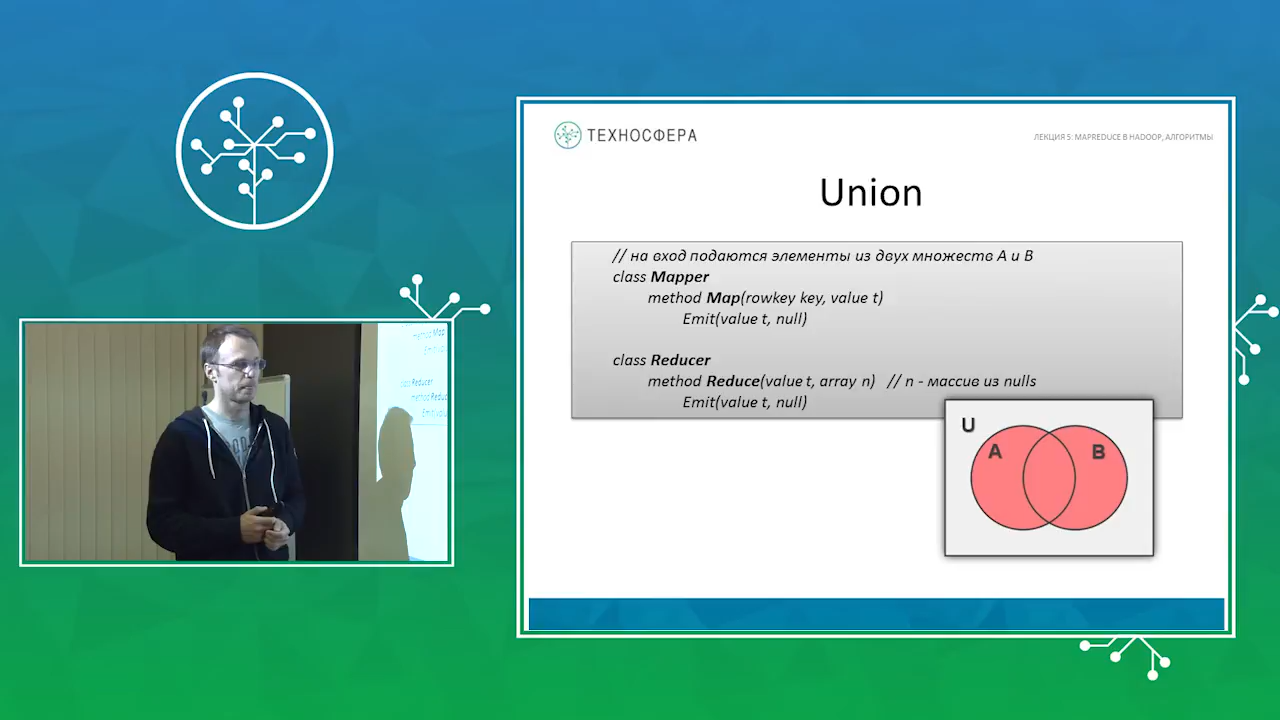 ТЕХНОСФЕРА
ЛЕКЦИЯ 5: MAPREDUCE В HADOOP, АЛГОРИТМЫ
Union
// на вход подаются элементы из двух множеств A и B
class Mapper
method Map(rowkey key, value t)
Emit(value t, null)
class Reducer
method Reduce(value t, array n) // n - массив из nulls
Emit(value t, null)
U
A
B